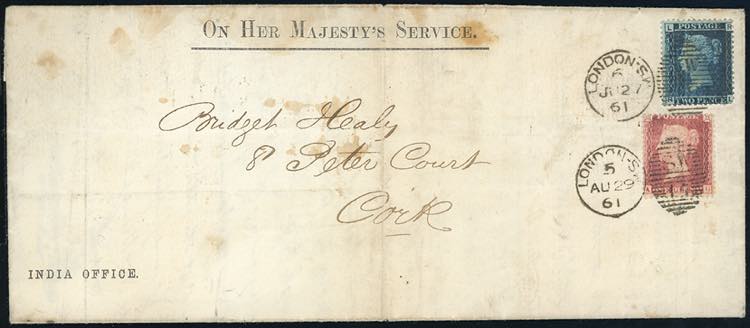 ON HER MAJESTY'S SERVICE.
L R
POSTAGE
TWO PENCE
R L
LONDON·S.W
6
JU 27
61
Bridget Healy
8 Peter Court
Cork
POSTAGE
LONDON-S.W
5
AU 29
61
INDIA OFFICE.